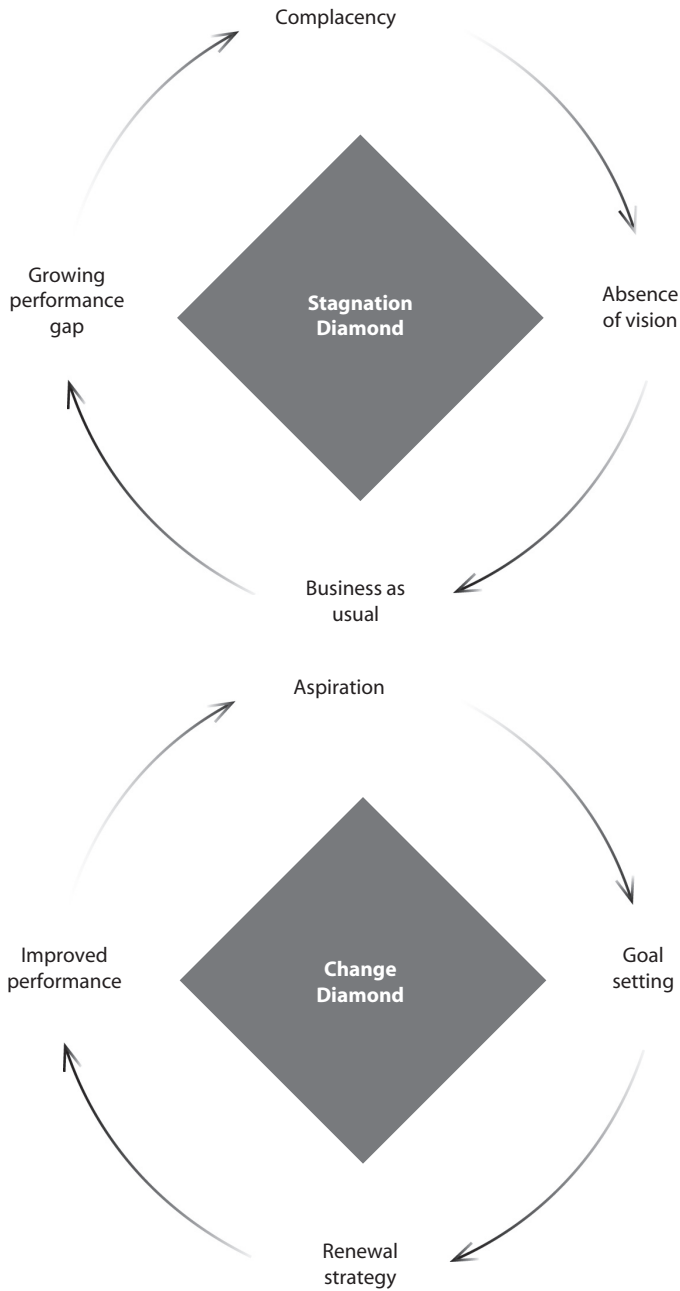 Complacency
Growing
performance
gap
Stagnation
Diamond
Absence
of vision
Business as
usual
Aspiration
Improved
performance
Change
Diamond
Goal
setting
Renewal
strategy